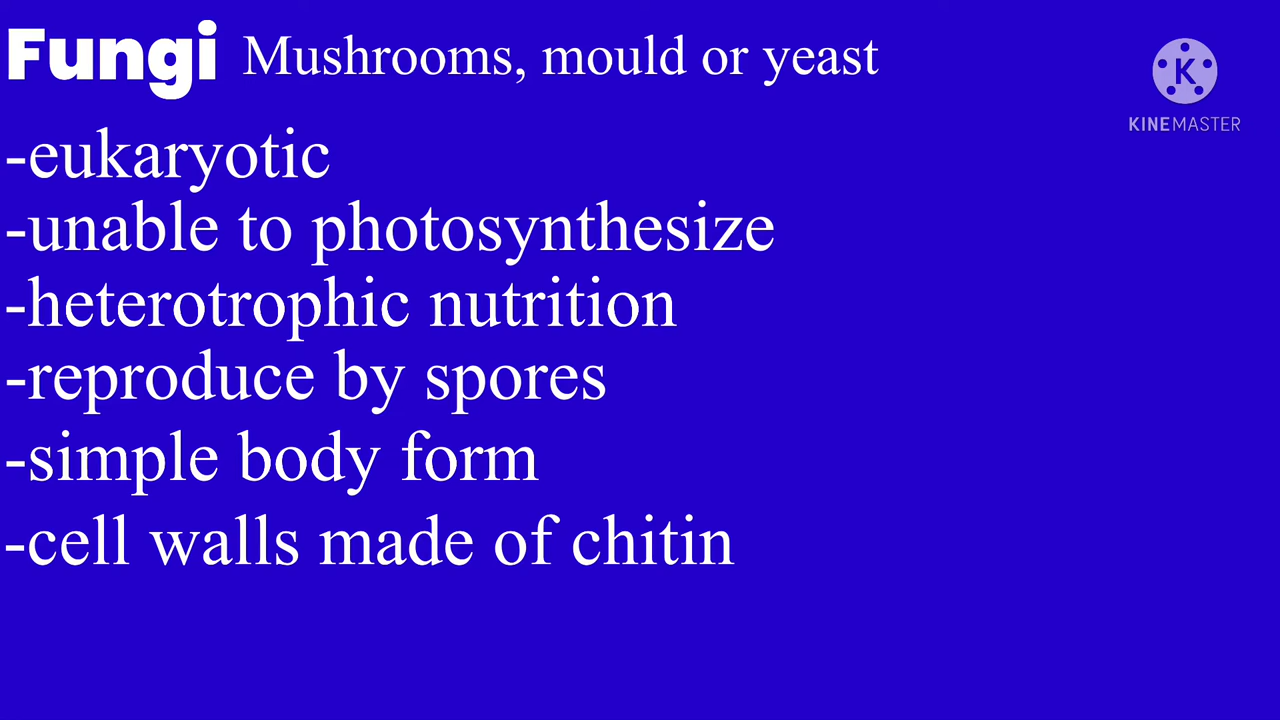 Fungi Mushrooms, mould or yeast
K
KINEMASTER
-eukaryotic
-unable to photosynthesize
-heterotrophic nutrition
-reproduce by spores
-simple body form
-cell walls made of chitin